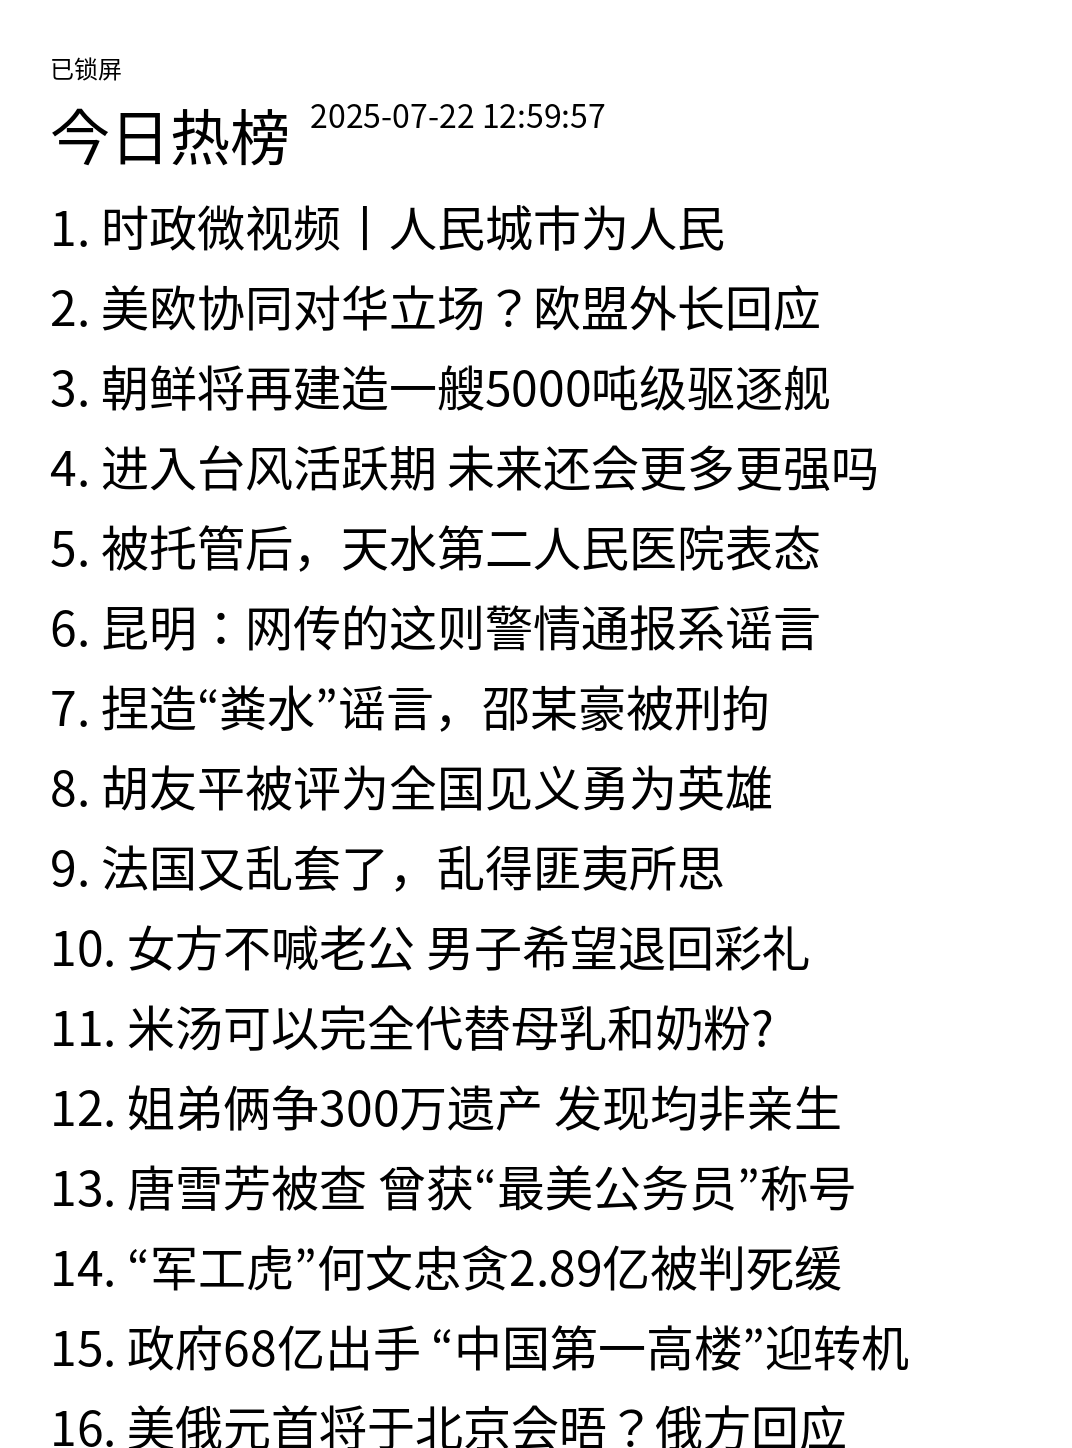 已锁屏
今日热榜 2025-07-22 12:59:57
1. 时政微视频丨人民城市为人民
2. 美欧协同对华立场？欧盟外长回应
3. 朝鲜将再建造一艘5000吨级驱逐舰
4. 进入台风活跃期 未来还会更多更强吗
5. 被托管后，天水第二人民医院表态
6. 昆明：网传的这则警情通报系谣言
7. 捏造“粪水”谣言，邵某豪被刑拘
8. 胡友平被评为全国见义勇为英雄
9. 法国又乱套了，乱得匪夷所思
10. 女方不喊老公 男子希望退回彩礼
11. 米汤可以完全代替母乳和奶粉?
12. 姐弟俩争300万遗产 发现均非亲生
13. 唐雪芳被查 曾获“最美公务员”称号
14. “军工虎”何文忠贪2.89亿被判死缓
15. 政府68亿出手 “中国第一高楼”迎转机
16. 美俄元首将于北京会晤？俄方回应